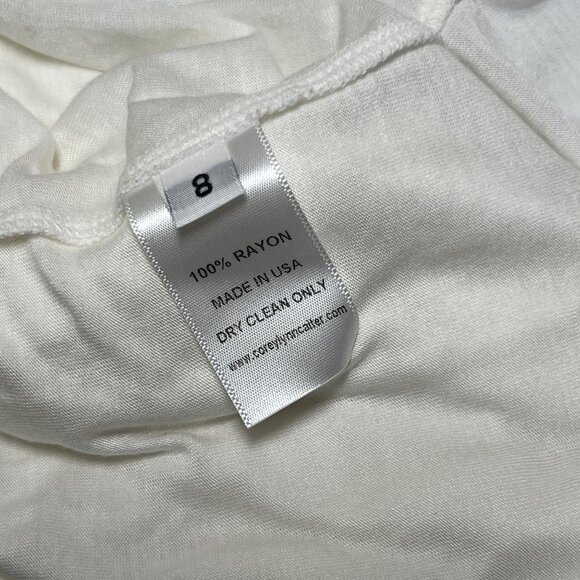 8
100% RAYON
MADE IN USA
DRY CLEAN ONLY
www.coreylynncalter.com